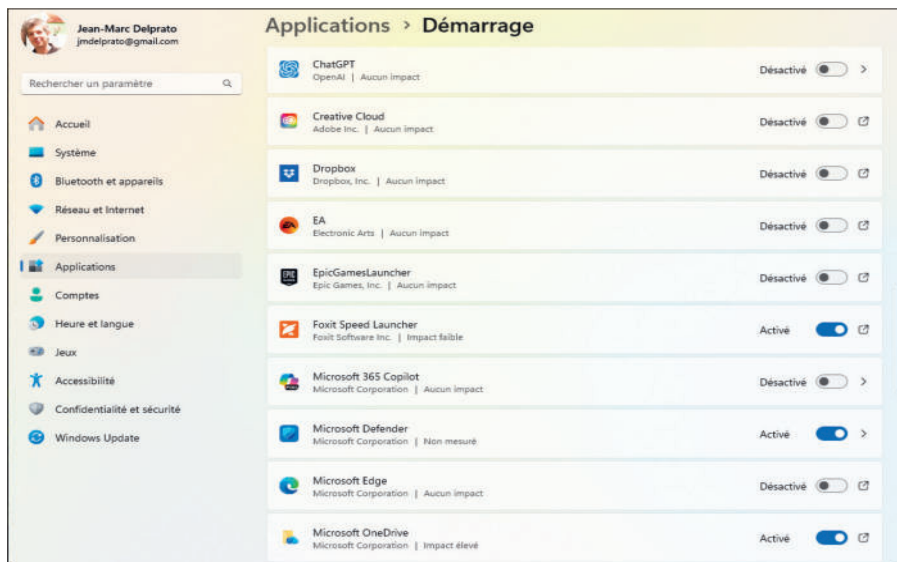 Jean-Marc Delprato
jmdelprato@gmail.com
Rechercher un paramètre
Accueil
Système
Bluetooth et appareils
Réseau et Internet
Personnalisation
Applications
Comptes
Heure et langue
Jeux
Accessibilité
Confidentialité et sécurité
Windows Update
Applications > Démarrage
ChatGPT
OpenAI | Aucun impact
Désactivé
Creative Cloud
Adobe Inc. | Aucun impact
Désactivé
Dropbox
Dropbox, Inc. | Aucun impact
Désactivé
EA
Electronic Arts | Aucun impact
Désactivé
EPIC
EpicGamesLauncher
Epic Games, Inc. | Aucun impact
Désactivé
Foxit Speed Launcher
Foxit Software Inc. | Impact faible
Activé
Microsoft 365 Copilot
Microsoft Corporation | Aucun impact
Désactivé
Microsoft Defender
Microsoft Corporation | Non mesuré
Activé
Microsoft Edge
Microsoft Corporation | Aucun impact
Désactivé
Microsoft OneDrive
Microsoft Corporation | Impact élevé
Activé